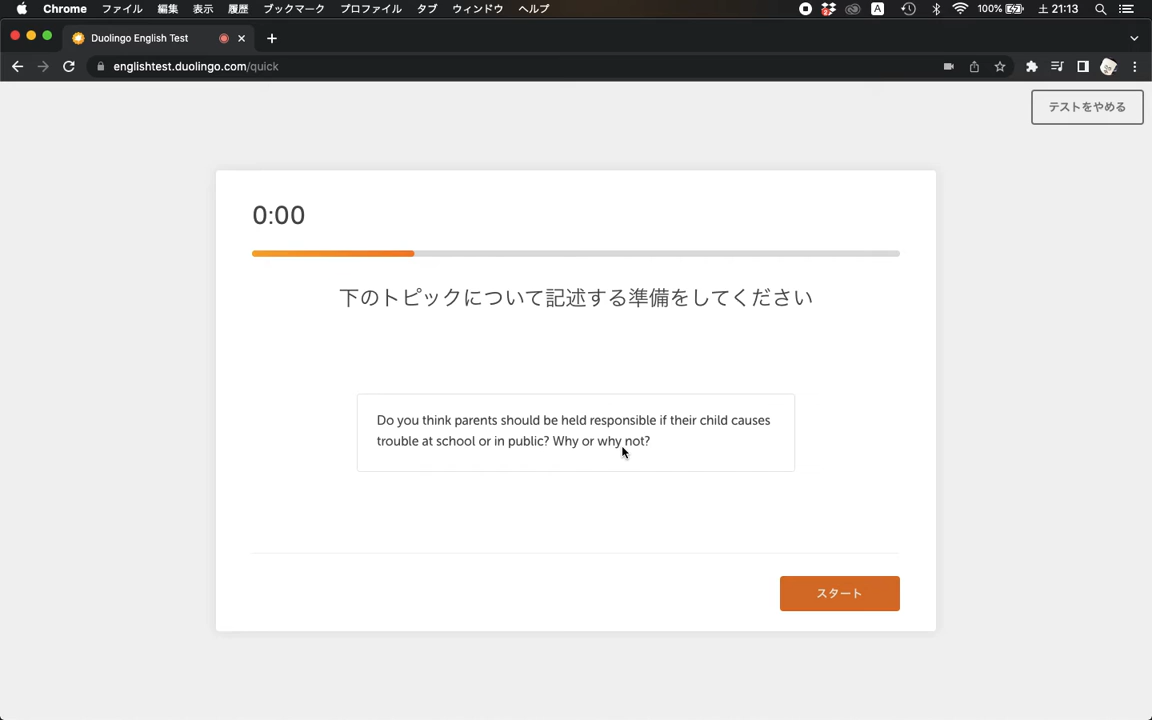 Chrome ファイル 編集 表示 履歴 ブックマーク プロファイル タブ ウィンドウ ヘルプ A 100% 土 21:13
Duolingo English Test
englishtest.duolingo.com/quick
テストをやめる
0:00
下のトピックについて記述する準備をしてください
Do you think parents should be held responsible if their child causes
trouble at school or in public? Why or why not?
スタート